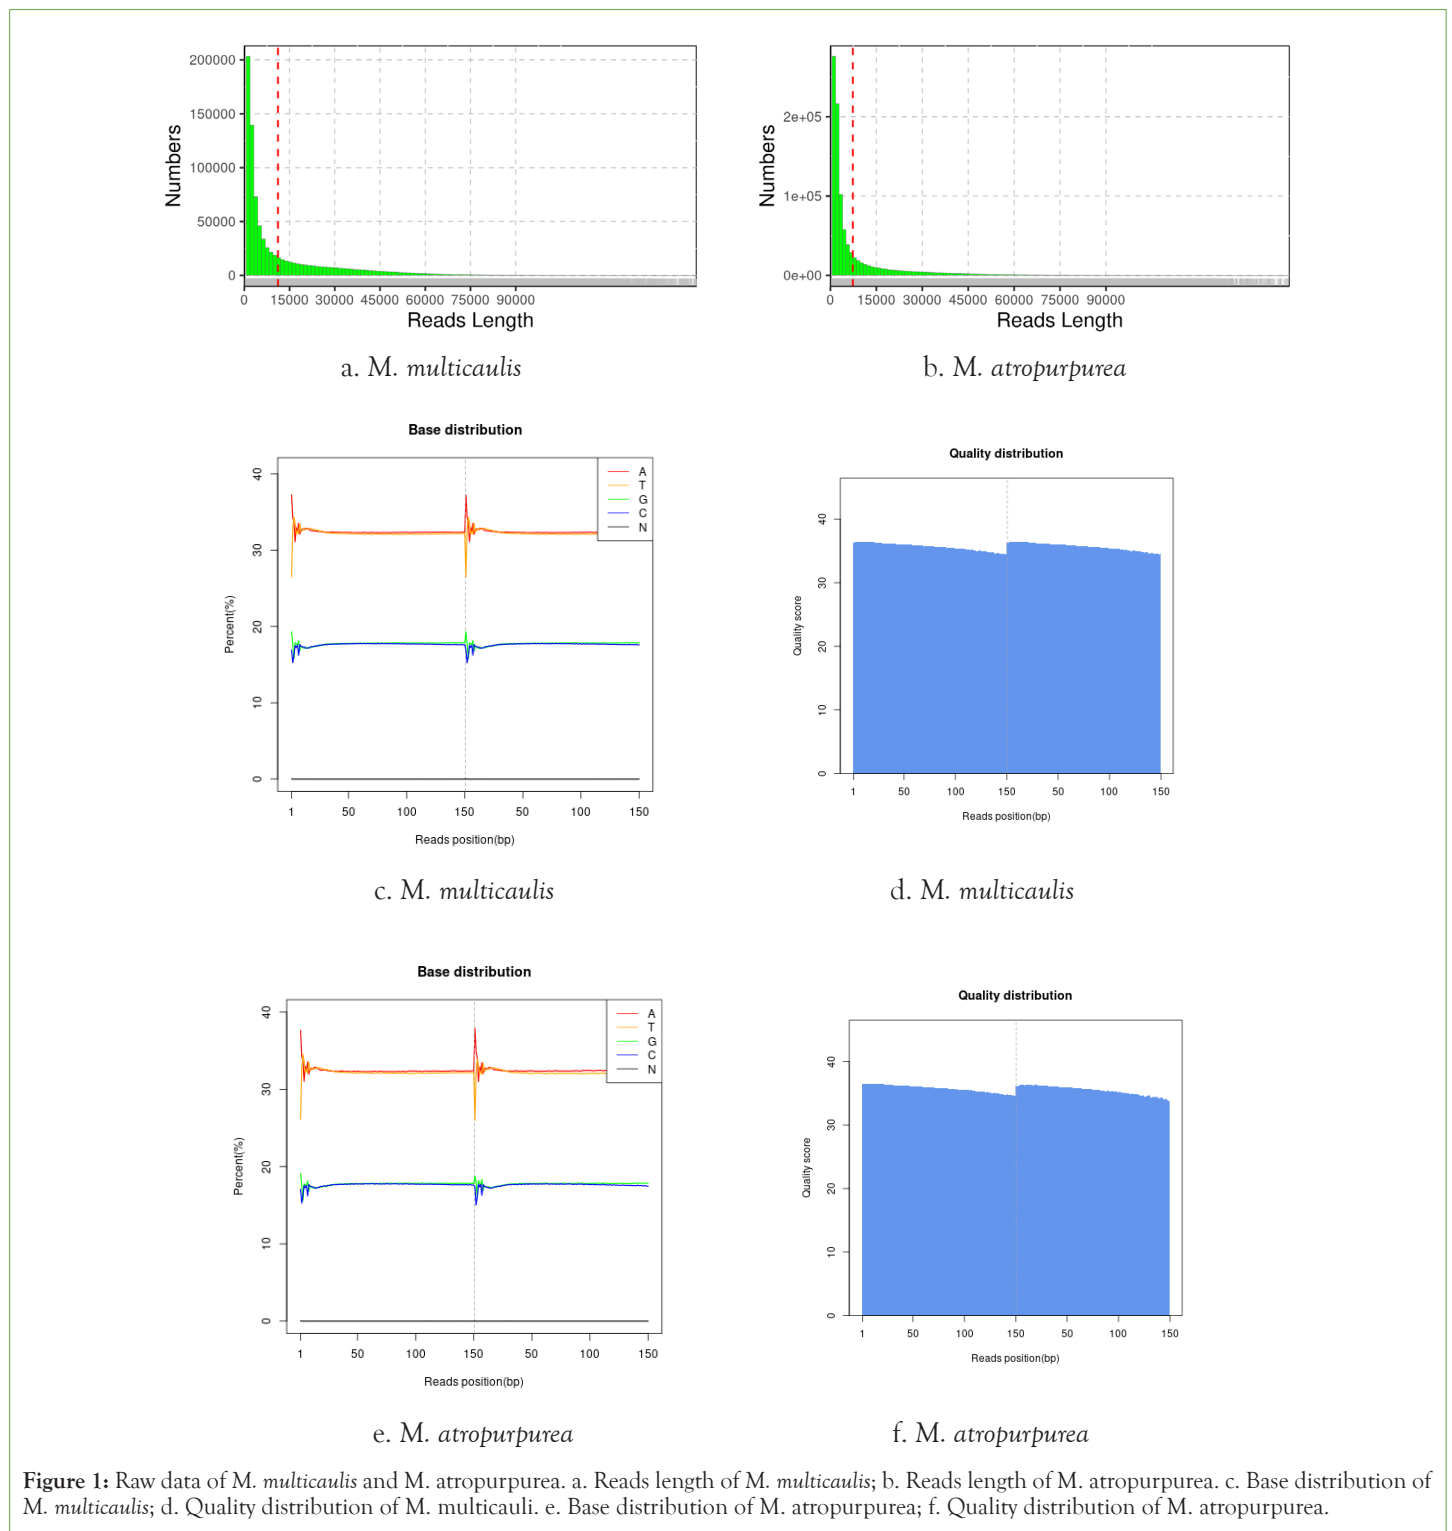 200000
150000
100000
50000
0
Numbers
0 15000 30000 45000 60000 75000 90000
Reads Length
a. M. multicaulis
2e+05
1e+05
0e+00
Numbers
0 15000 30000 45000 60000 75000 90000
Reads Length
b. M. atropurpurea
Base distribution
A
T
G
C
N
40
30
20
10
0
Percent(%)
1 50 100 150 50 100 150
Reads position(bp)
c. M. multicaulis
Quality distribution
40
30
20
10
0
Quality score
1 50 100 150 50 100 150
Reads position(bp)
d. M. multicaulis
Base distribution
A
T
G
C
N
40
30
20
10
0
Percent(%)
1 50 100 150 50 100 150
Reads position(bp)
e. M. atropurpurea
Quality distribution
40
30
20
10
0
Quality score
1 50 100 150 50 100 150
Reads position(bp)
f. M. atropurpurea
Figure 1: Raw data of M. multicaulis and M. atropurpurea. a. Reads length of M. multicaulis; b. Reads length of M. atropurpurea. c. Base distribution of
M. multicaulis; d. Quality distribution of M. multicauli. e. Base distribution of M. atropurpurea; f. Quality distribution of M. atropurpurea.